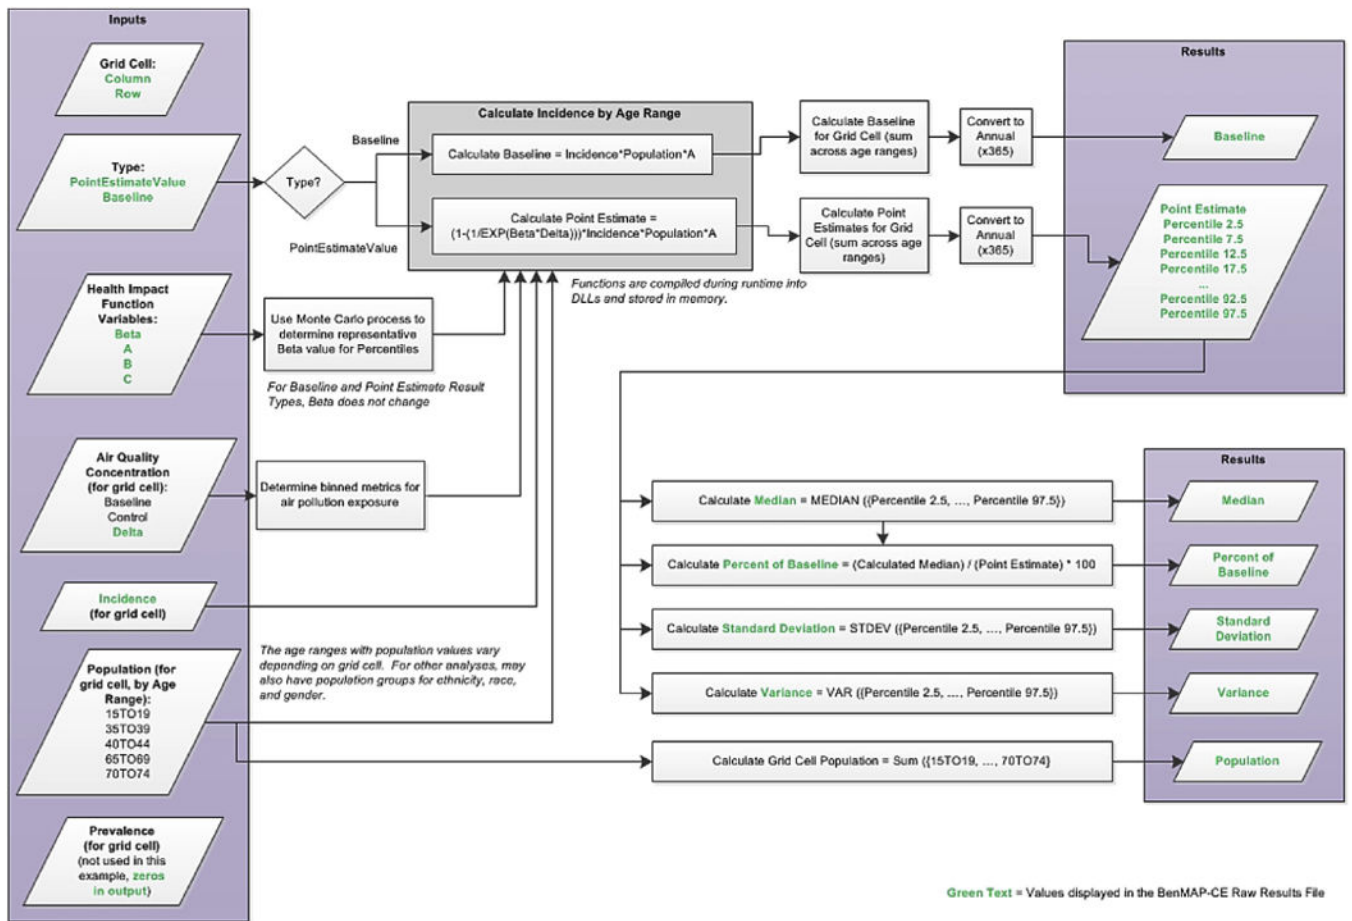 Inputs
Grid Cell:
Column
Row
Type:
PointEstimateValue
Baseline
Health Impact
Function
Variables:
Beta
A
B
C
Air Quality
Concentration
(for grid cell):
Baseline
Control
Delta
Incidence
(for grid cell)
Population (for
grid cell, by Age
Range):
15TO19
35TO39
40TO44
65TO69
70TO74
Prevalence
(for grid cell)
(not used in this
example, zeros
in output)
Type?
Baseline
PointEstimateValue
Calculate Incidence by Age Range
Calculate Baseline = Incidence*Population*A
Calculate Point Estimate =
(1-(1/EXP(Beta*Delta)))*Incidence*Population*A
Functions are compiled during runtime into
DLLs and stored in memory.
Use Monte Carlo process to
determine representative
Beta value for Percentiles
For Baseline and Point Estimate Result
Types, Beta does not change
Determine binned metrics for
air pollution exposure
The age ranges with population values vary
depending on grid cell. For other analyses, may
also have population groups for ethnicity, race,
and gender.
Calculate Baseline
for Grid Cell (sum
across age ranges)
Convert to
Annual
(x365)
Calculate Point
Estimates for Grid
Cell (sum across age
ranges)
Convert to
Annual
(x365)
Results
Baseline
Point Estimate
Percentile 2.5
Percentile 7.5
Percentile 12.5
Percentile 17.5
...
Percentile 92.5
Percentile 97.5
Calculate Median = MEDIAN ({Percentile 2.5, ..., Percentile 97.5})
Calculate Percent of Baseline = (Calculated Median) / (Point Estimate) * 100
Calculate Standard Deviation = STDEV ({Percentile 2.5, ..., Percentile 97.5})
Calculate Variance = VAR ({Percentile 2.5, ..., Percentile 97.5})
Calculate Grid Cell Population = Sum ({15TO19, ..., 70TO74}
Results
Median
Percent of
Baseline
Standard
Deviation
Variance
Population
Green Text = Values displayed in the BenMAP-CE Raw Results File